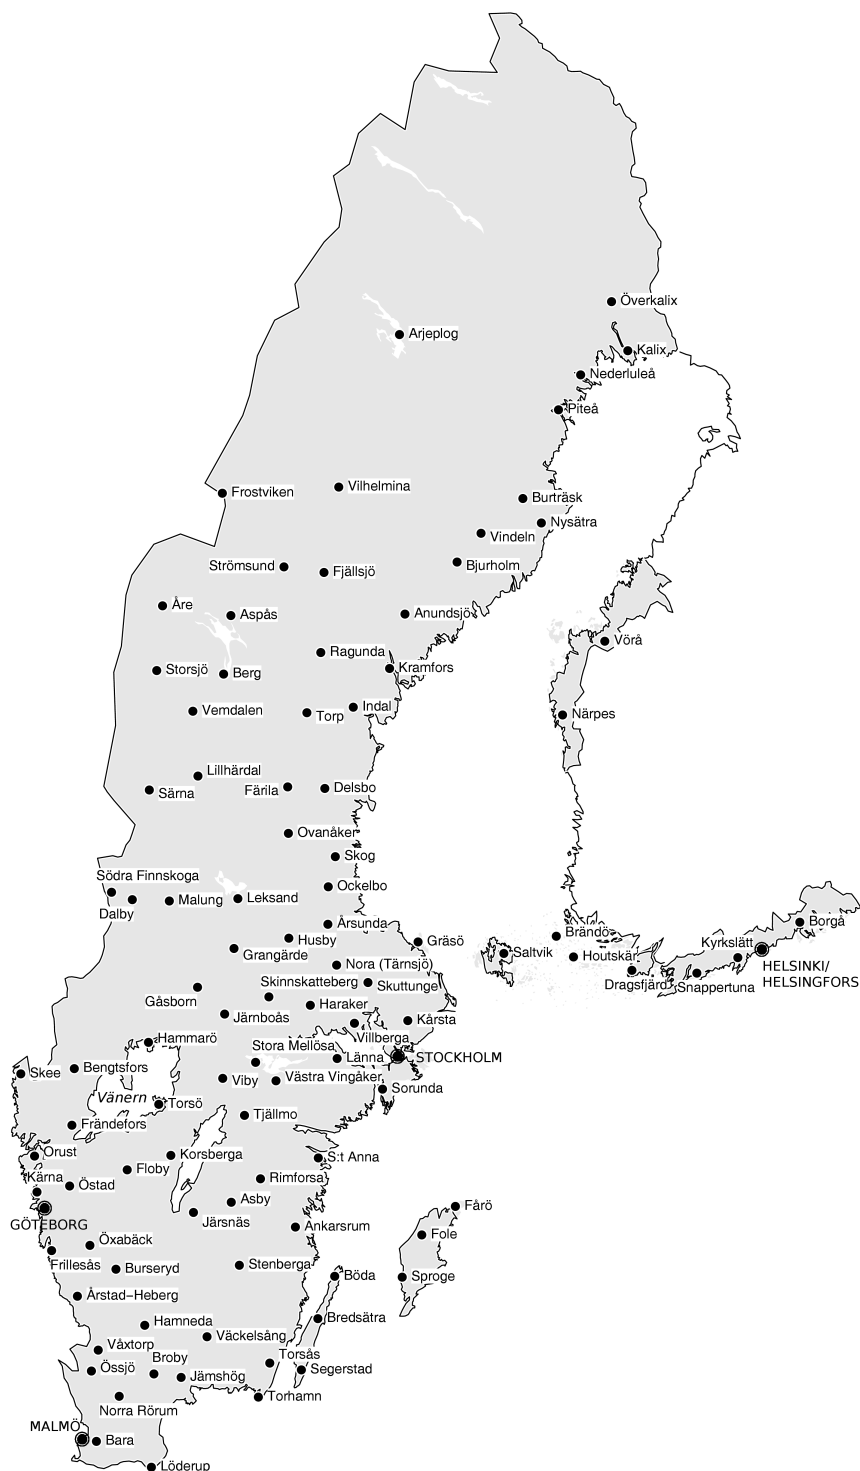 Överkalix
Arjeplog
Kalix
Nederluleå
Piteå
Vilhelmina
Frostviken
Burträsk
Nysätra
Vindeln
Strömsund
Fjällsjö
Bjurholm
Åre
Aspås
Anundsjö
Vörå
Ragunda
Storsjö
Berg
Kramfors
Vemdalen
Torp
Indal
Närpes
Lillhärdal
Särna
Färila
Delsbo
Ovanåker
Skog
Södra Finnskoga
Ockelbo
Dalby
Malung
Leksand
Årsunda
Husby
Gräsö
Brändö
Borgå
Grangärde
Saltvik
Houtskär
Kyrkslätt
Nora (Tärnsjö)
HELSINKI/
HELSINGFORS
Skinnskatteberg
Skuttunge
Dragsfjärd
Snappertuna
Gåsborn
Haraker
Järnboås
Kårsta
Hammarö
Villberga
Stora Mellösa
Länna
STOCKHOLM
Skee
Bengtsfors
Viby
Västra Vingåker
Sorunda
Vänern
Torsö
Tjällmo
Frändefors
Orust
Korsberga
S:t Anna
Floby
Kärna
Östad
Rimforsa
Asby
Fårö
GÖTEBORG
Järsnäs
Ankarsrum
Fole
Öxabäck
Frillesås
Burseryd
Stenberga
Böda
Sproge
Årstad–Heberg
Hamneda
Bredsätra
Väckelsång
Våxtorp
Broby
Torsås
Össjö
Jämshög
Segerstad
Norra Rörum
Torhamn
MALMÖ
Bara
Löderup